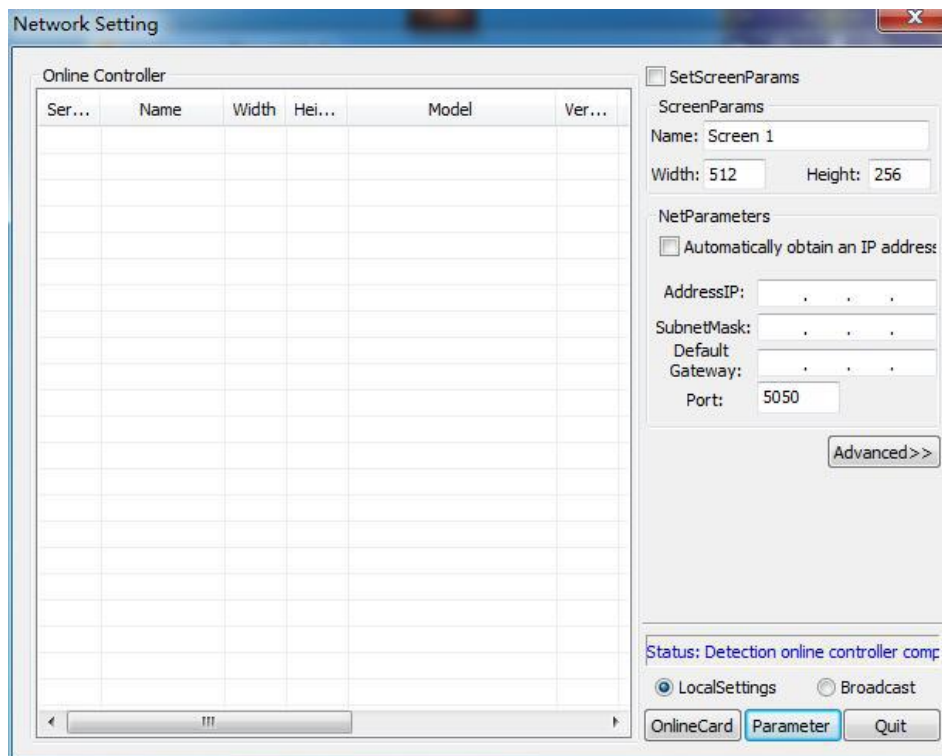 Network Setting
Online Controller
Ser... Name Width Hei... Model Ver...
SetScreenParams
ScreenParams
Name: Screen 1
Width: 512 Height: 256
NetParameters
Automatically obtain an IP address
AddressIP: . . .
SubnetMask: . . .
Default
Gateway: . . .
Port: 5050
Advanced>>
Status: Detection online controller comp
LocalSettings Broadcast
OnlineCard Parameter Quit